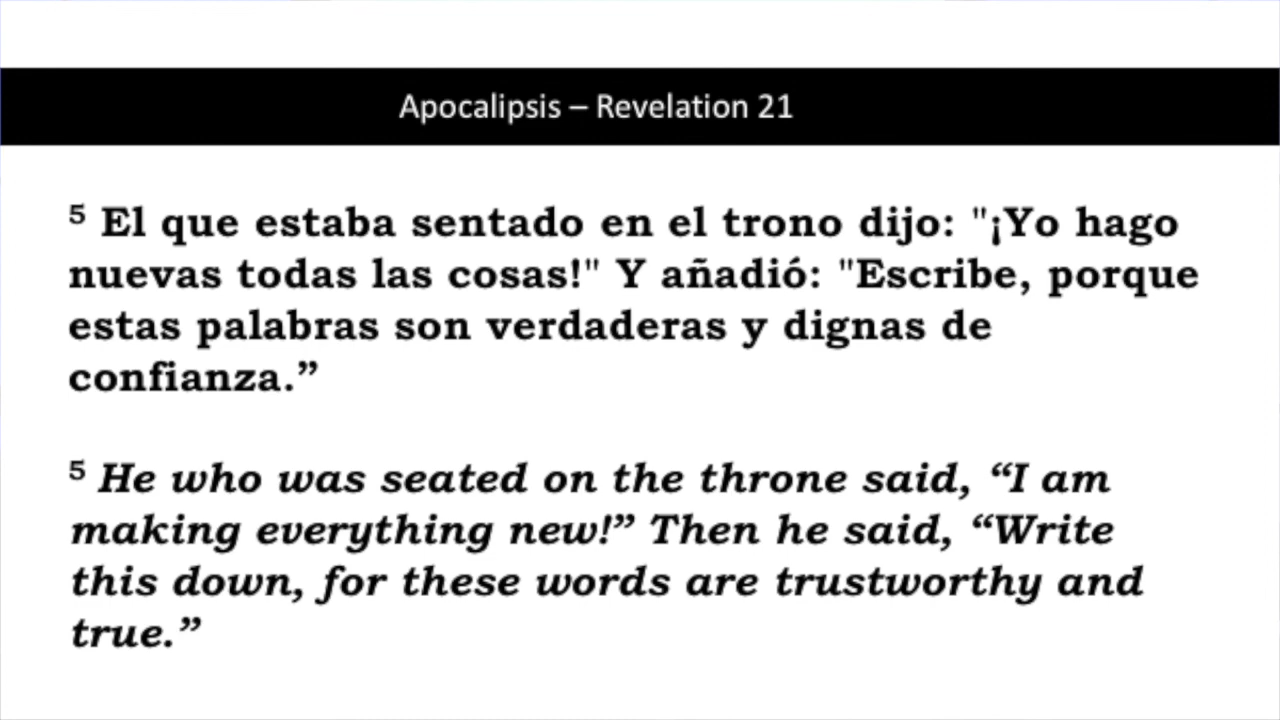 Apocalipsis – Revelation 21
⁵ El que estaba sentado en el trono dijo: "¡Yo hago
nuevas todas las cosas!" Y añadió: "Escribe, porque
estas palabras son verdaderas y dignas de
confianza.”
⁵ He who was seated on the throne said, “I am
making everything new!” Then he said, “Write
this down, for these words are trustworthy and
true.”